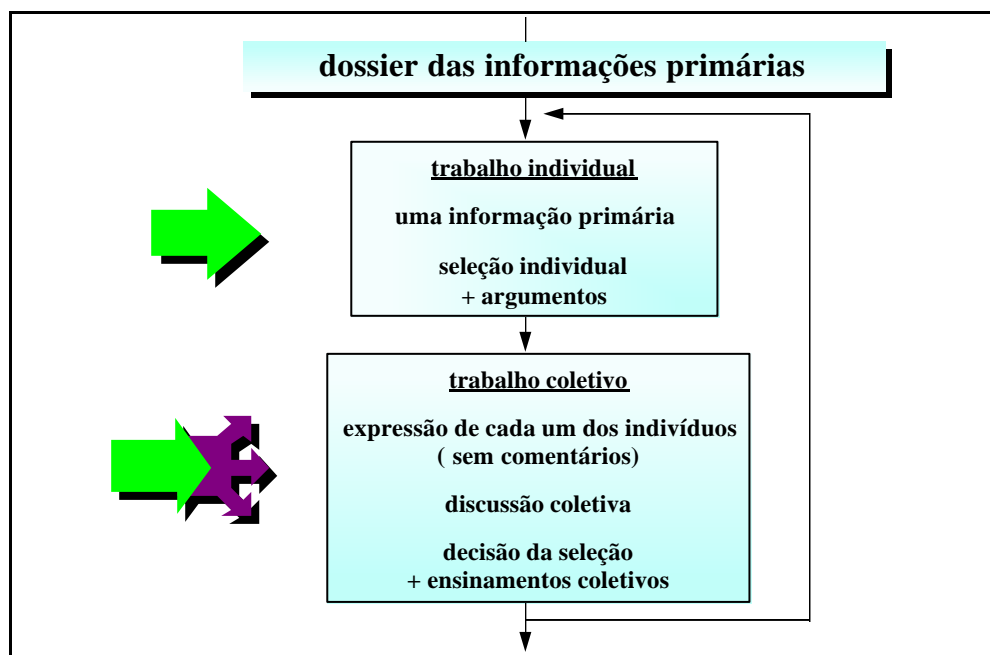 dossier das informações primárias
trabalho individual
uma informação primária
seleção individual
+ argumentos
trabalho coletivo
expressão de cada um dos indivíduos
( sem comentários)
discussão coletiva
decisão da seleção
+ ensinamentos coletivos